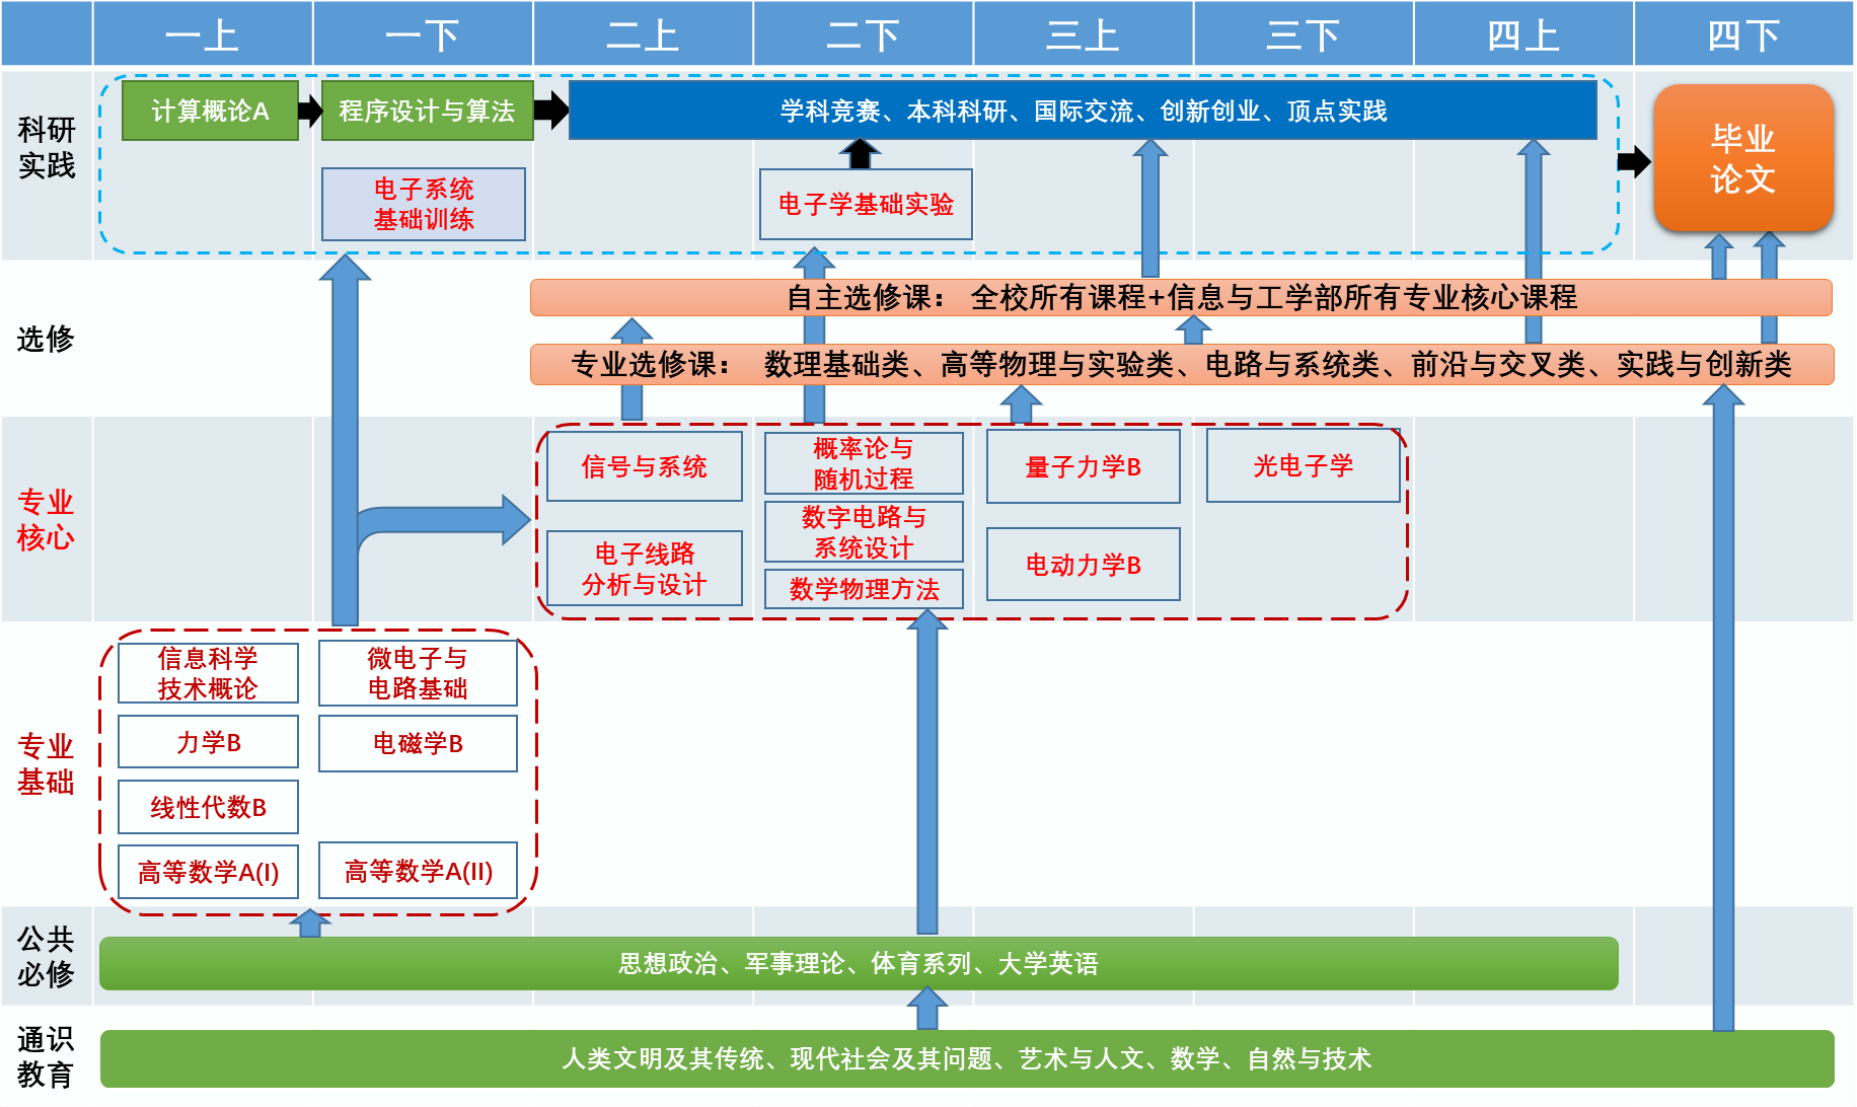 一上
一下
二上
二下
三上
三下
四上
四下
科研
实践
计算概论A
程序设计与算法
学科竞赛、本科科研、国际交流、创新创业、顶点实践
毕业
论文
电子系统
基础训练
电子学基础实验
选修
自主选修课： 全校所有课程+信息与工学部所有专业核心课程
专业选修课： 数理基础类、高等物理与实验类、电路与系统类、前沿与交叉类、实践与创新类
专业
核心
信号与系统
电子线路
分析与设计
概率论与
随机过程
数字电路与
系统设计
数学物理方法
量子力学B
电动力学B
光电子学
专业
基础
信息科学
技术概论
微电子与
电路基础
力学B
电磁学B
线性代数B
高等数学A(I)
高等数学A(II)
公共
必修
思想政治、军事理论、体育系列、大学英语
通识
教育
人类文明及其传统、现代社会及其问题、艺术与人文、数学、自然与技术